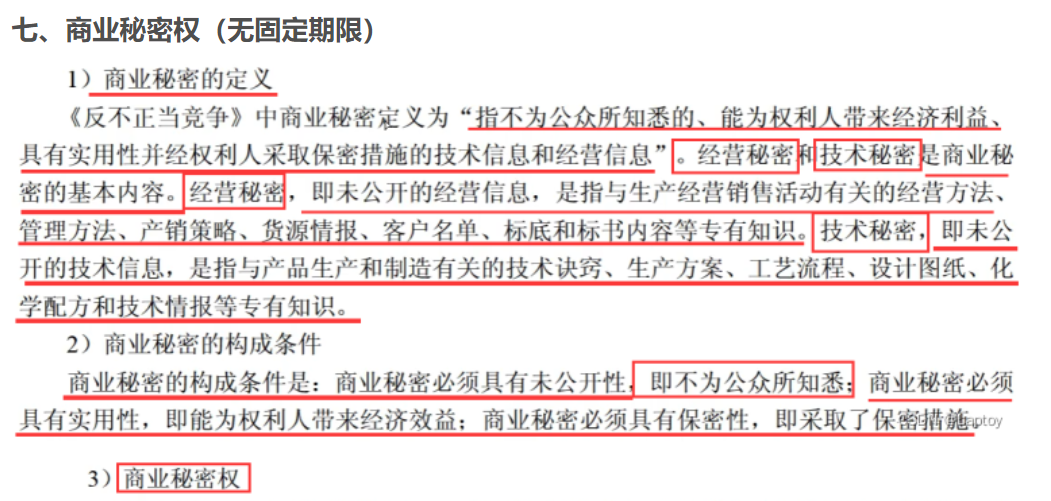 七、商业秘密权（无固定期限）
1）商业秘密的定义
《反不正当竞争》中商业秘密定义为“指不为公众所知悉的、能为权利人带来经济利益、
具有实用性并经权利人采取保密措施的技术信息和经营信息”。经营秘密和技术秘密是商业秘
密的基本内容。经营秘密，即未公开的经营信息，是指与生产经营销售活动有关的经营方法、
管理方法、产销策略、货源情报、客户名单、标底和标书内容等专有知识。技术秘密，即未公
开的技术信息，是指与产品生产和制造有关的技术诀窍、生产方案、工艺流程、设计图纸、化
学配方和技术情报等专有知识。
2）商业秘密的构成条件
商业秘密的构成条件是：商业秘密必须具有未公开性，即不为公众所知悉；商业秘密必须
具有实用性，即能为权利人带来经济效益；商业秘密必须具有保密性，即采取了保密措施。
3）商业秘密权